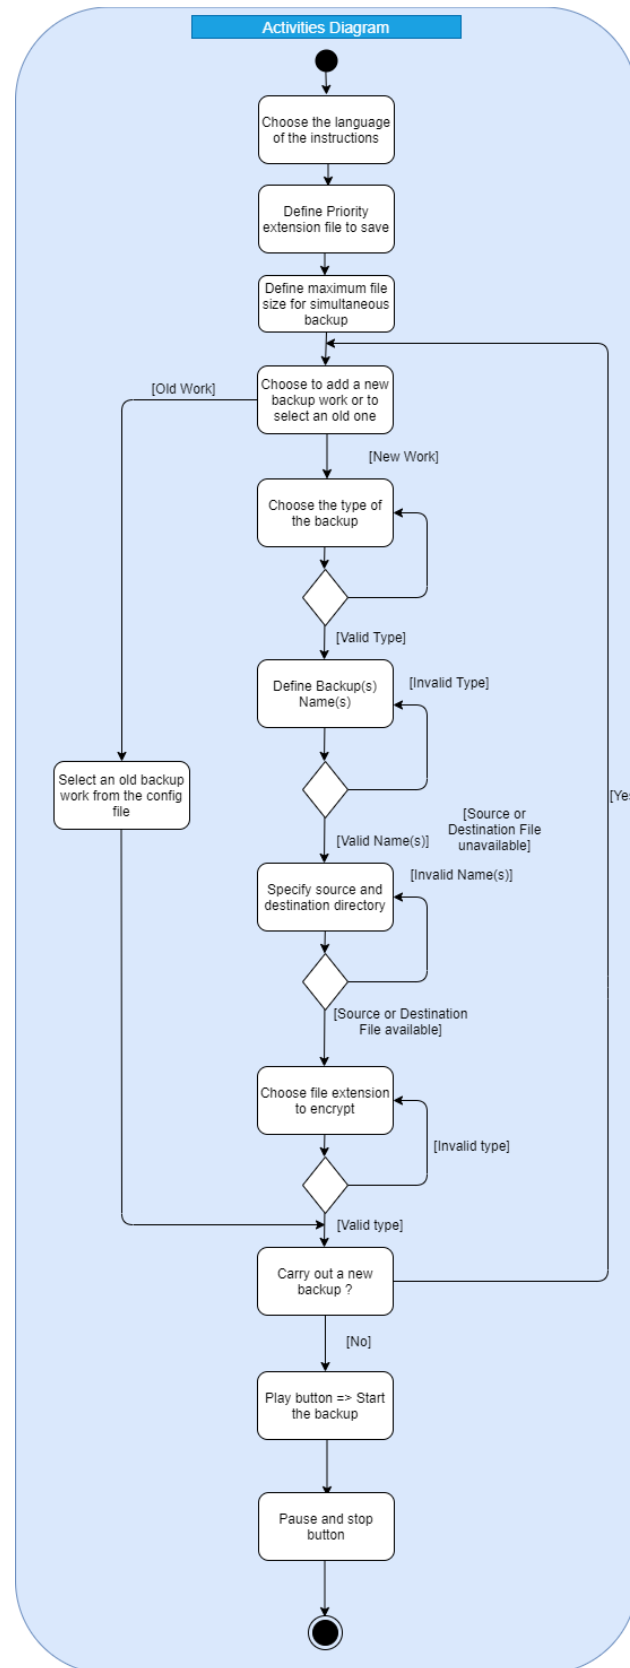 Activities Diagram
Choose the language
of the instructions
Define Priority
extension file to save
Define maximum file
size for simultaneous
backup
[Old Work]
Choose to add a new
backup work or to
select an old one
[New Work]
Choose the type of
the backup
[Valid Type]
Define Backup(s)
Name(s)
[Invalid Type]
Select an old backup
work from the config
file
[Yes
[Valid Name(s)]
[Source or
Destination File
unavailable]
Specify source and
destination directory
[Invalid Name(s)]
[Source or Destination
File available]
Choose file extension
to encrypt
[Invalid type]
[Valid type]
Carry out a new
backup ?
[No]
Play button => Start
the backup
Pause and stop
button